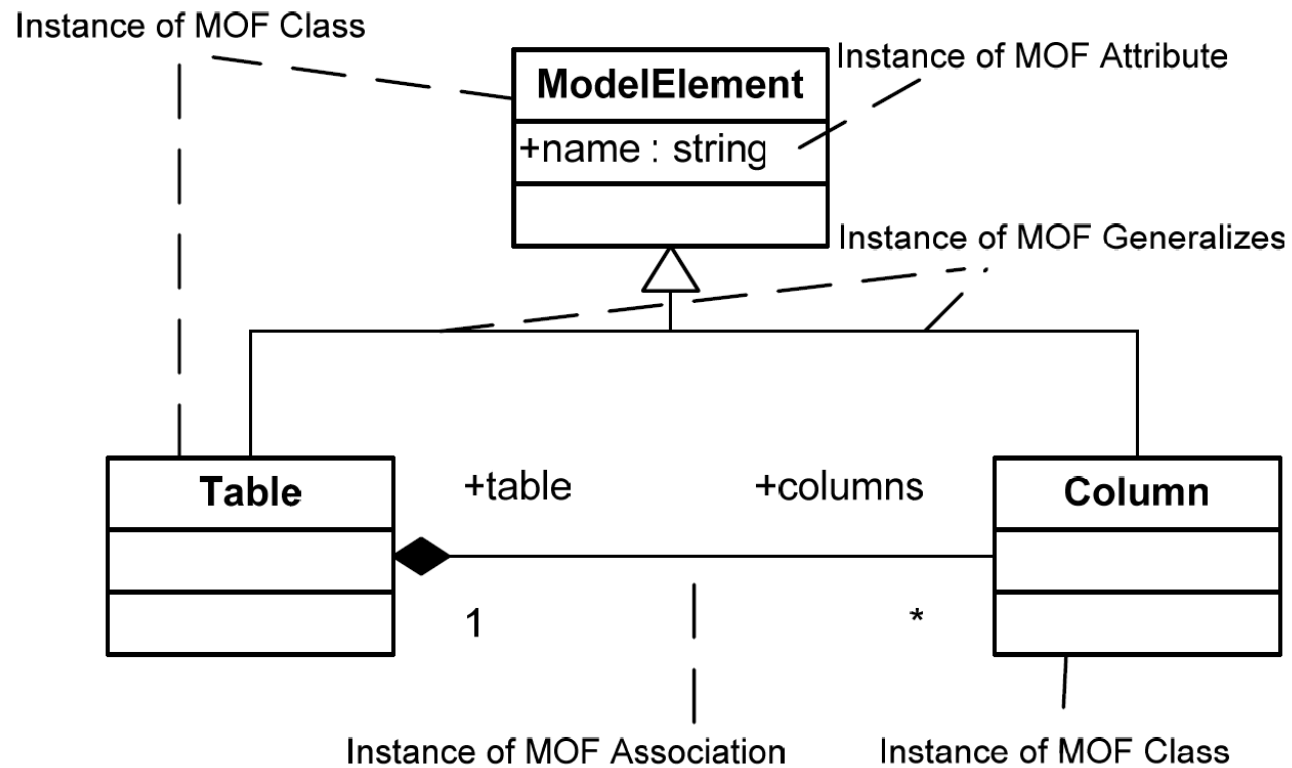 Instance of MOF Class
ModelElement
Instance of MOF Attribute
+name : string
Instance of MOF Generalizes
Table
+table
+columns
Column
1
*
Instance of MOF Association
Instance of MOF Class